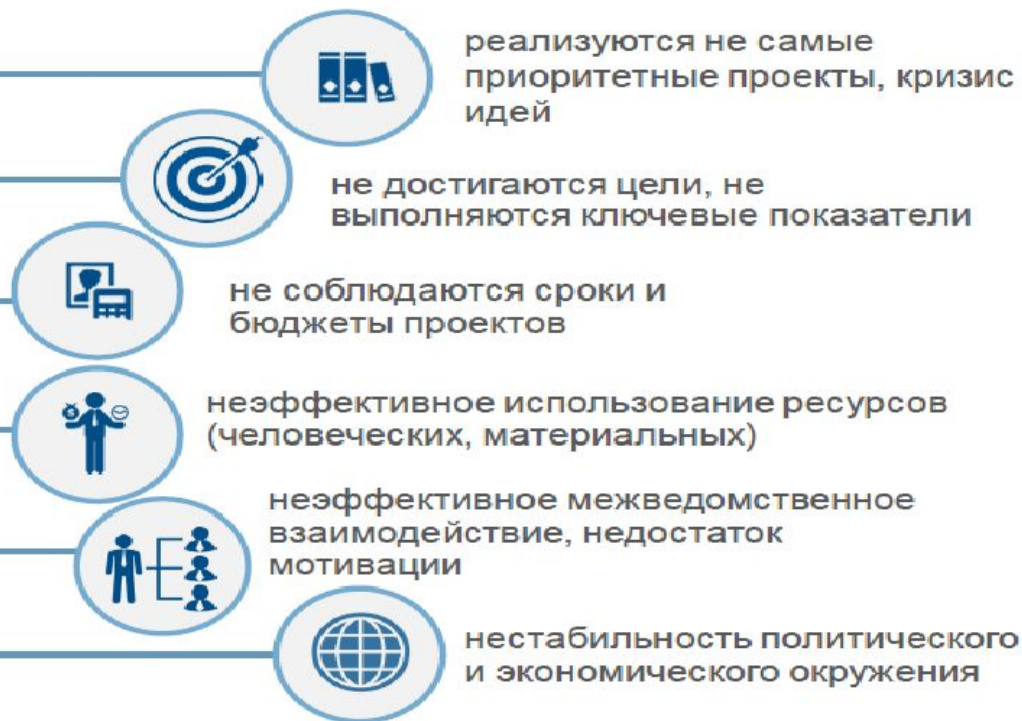 реализуются не самые
приоритетные проекты, кризис
идей
не достигаются цели, не
выполняются ключевые показатели
не соблюдаются сроки и
бюджеты проектов
неэффективное использование ресурсов
(человеческих, материальных)
неэффективное межведомственное
взаимодействие, недостаток
мотивации
нестабильность политического
и экономического окружения